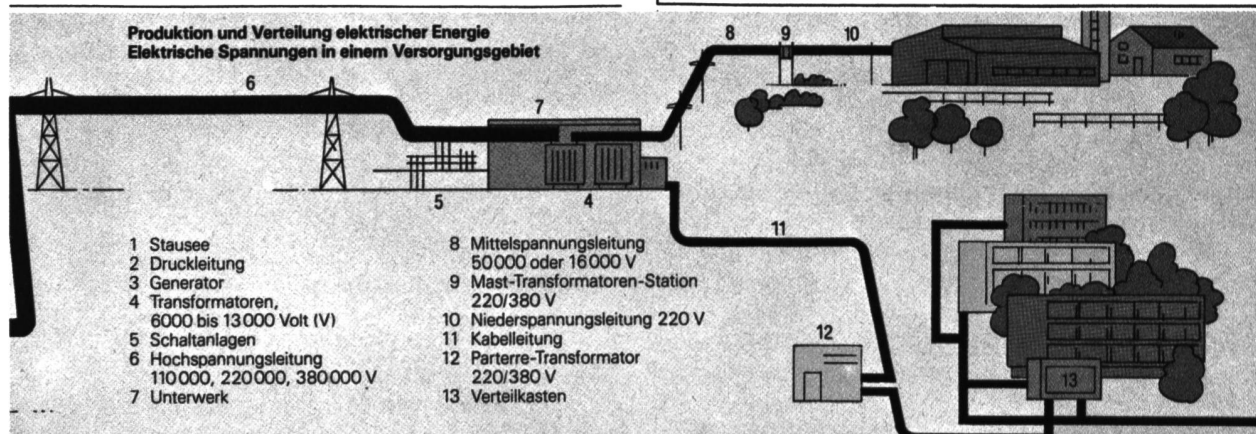 Produktion und Verteilung elektrischer Energie
Elektrische Spannungen in einem Versorgungsgebiet
6
7
8
9
10
5
4
11
12
13
1 Stausee
2 Druckleitung
3 Generator
4 Transformatoren,
6000 bis 13000 Volt (V)
5 Schaltanlagen
6 Hochspannungsleitung
110000, 220000, 380000 V
7 Unterwerk
8 Mittelspannungsleitung
50000 oder 16000 V
9 Mast-Transformatoren-Station
220/380 V
10 Niederspannungsleitung 220 V
11 Kabelleitung
12 Parterre-Transformator
220/380 V
13 Verteilkasten